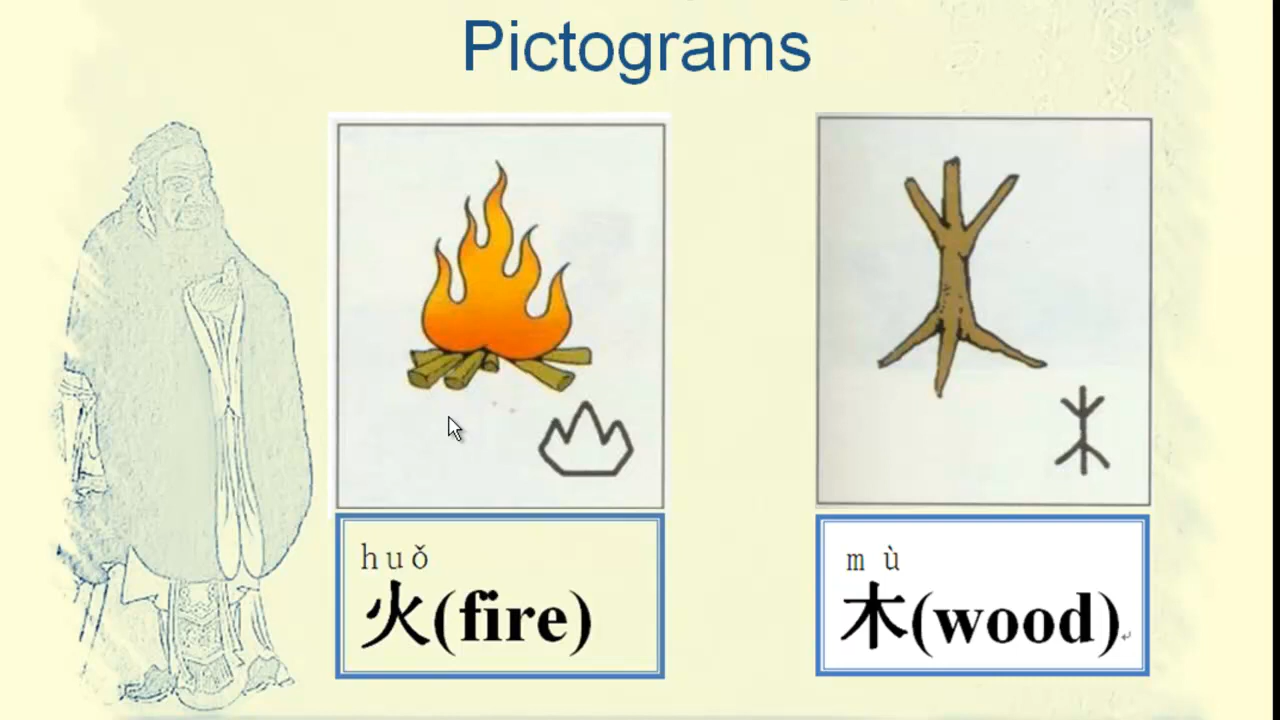 Pictograms
huǒ
火(fire)
mù
木(wood)